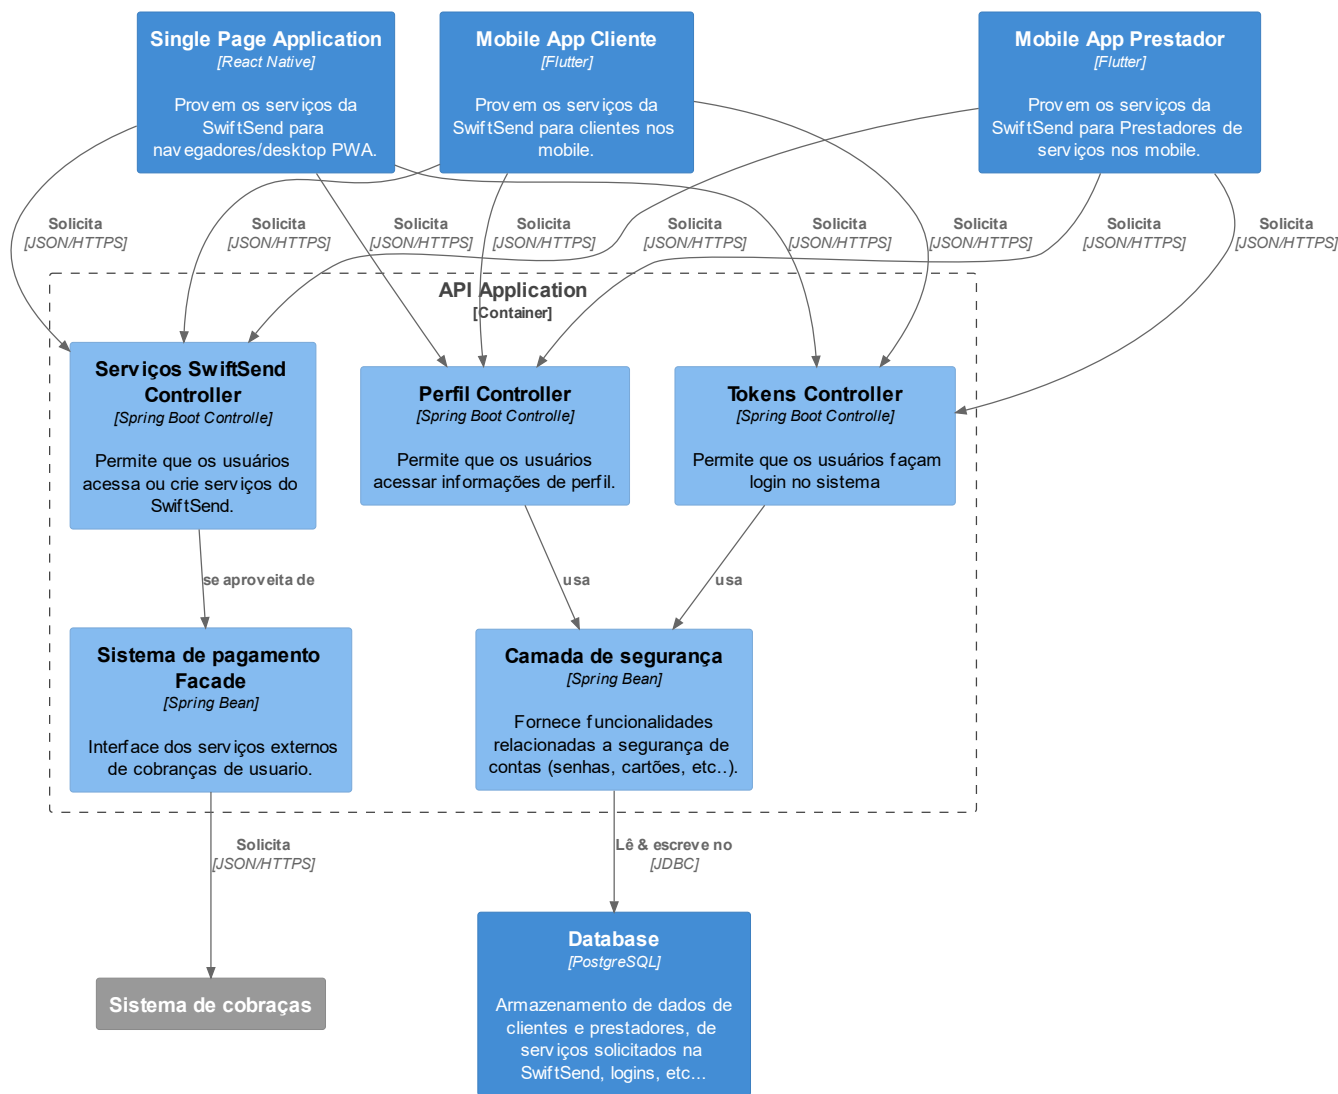 Single Page Application
[React Native]
Provem os serviços da
SwiftSend para
navegadores/desktop PWA.
Mobile App Cliente
[Flutter]
Provem os serviços da
SwiftSend para clientes nos
mobile.
Mobile App Prestador
[Flutter]
Provem os serviços da
SwiftSend para Prestadores de
serviços nos mobile.
Solicita
[JSON/HTTPS]
Solicita
[JSON/HTTPS]
Solicita
[JSON/HTTPS]
Solicita
[JSON/HTTPS]
Solicita
[JSON/HTTPS]
Solicita
[JSON/HTTPS]
Solicita
[JSON/HTTPS]
Solicita
[JSON/HTTPS]
Solicita
[JSON/HTTPS]
API Application
[Container]
Serviços SwiftSend
Controller
[Spring Boot Controlle]
Permite que os usuários
acessa ou crie serviços do
SwiftSend.
Perfil Controller
[Spring Boot Controlle]
Permite que os usuários
acessar informações de perfil.
Tokens Controller
[Spring Boot Controlle]
Permite que os usuários façam
login no sistema
se aproveita de
usa
usa
Sistema de pagamento
Facade
[Spring Bean]
Interface dos serviços externos
de cobranças de usuario.
Camada de segurança
[Spring Bean]
Fornece funcionalidades
relacionadas a segurança de
contas (senhas, cartões, etc..).
Solicita
[JSON/HTTPS]
Lê & escreve no
[JDBC]
Sistema de cobraças
Database
[PostgreSQL]
Armazenamento de dados de
clientes e prestadores, de
serviços solicitados na
SwiftSend, logins, etc...